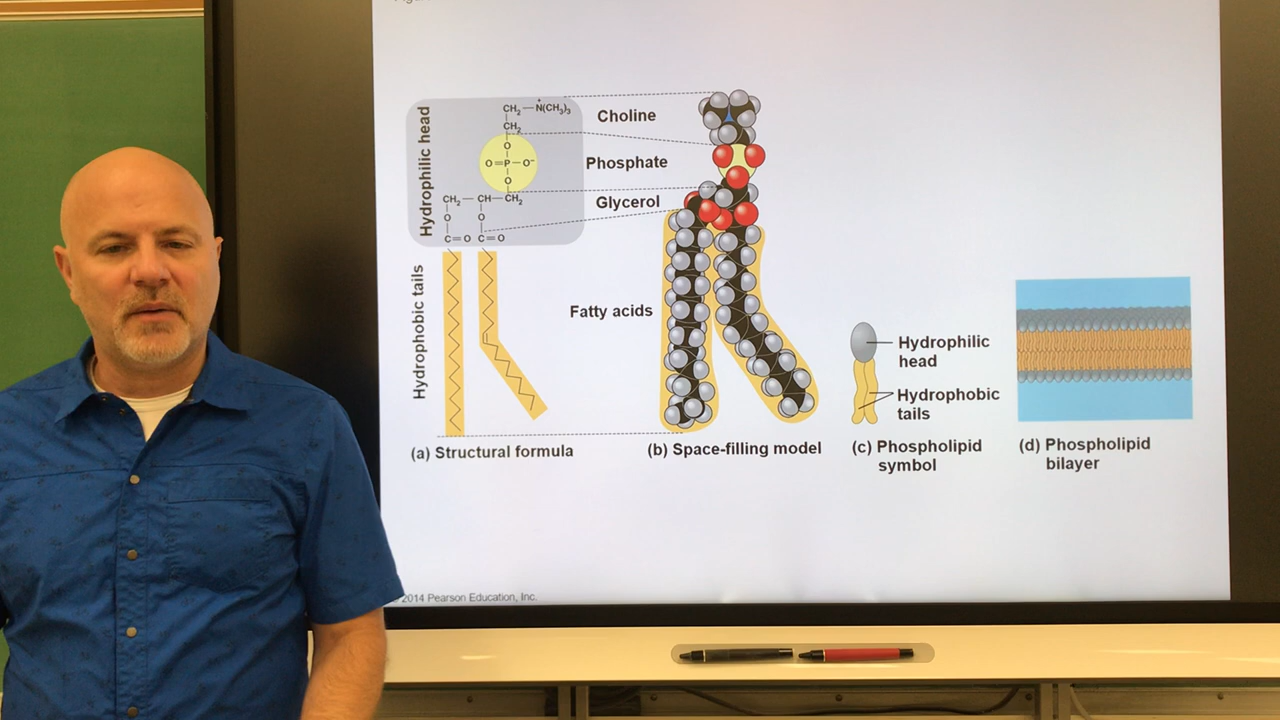 Hydrophilic head
CH₂—N⁺(CH₃)₃
CH₂
O
O=P—O⁻
O
CH₂—CH—CH₂
O O
C=O C=O
Choline
Phosphate
Glycerol
Hydrophobic tails
Fatty acids
(a) Structural formula
(b) Space-filling model
Hydrophilic
head
Hydrophobic
tails
(c) Phospholipid
symbol
(d) Phospholipid
bilayer
2014 Pearson Education, Inc.